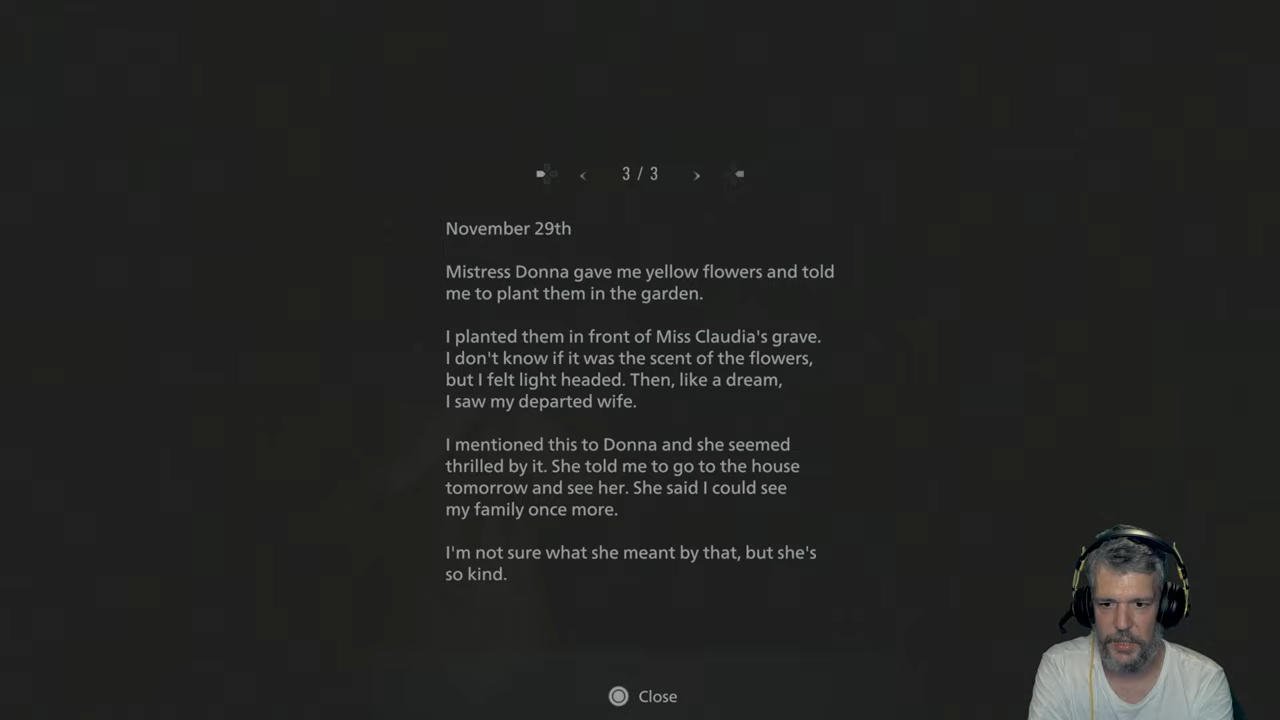 3 / 3
November 29th
Mistress Donna gave me yellow flowers and told
me to plant them in the garden.
I planted them in front of Miss Claudia's grave.
I don't know if it was the scent of the flowers,
but I felt light headed. Then, like a dream,
I saw my departed wife.
I mentioned this to Donna and she seemed
thrilled by it. She told me to go to the house
tomorrow and see her. She said I could see
my family once more.
I'm not sure what she meant by that, but she's
so kind.
Close